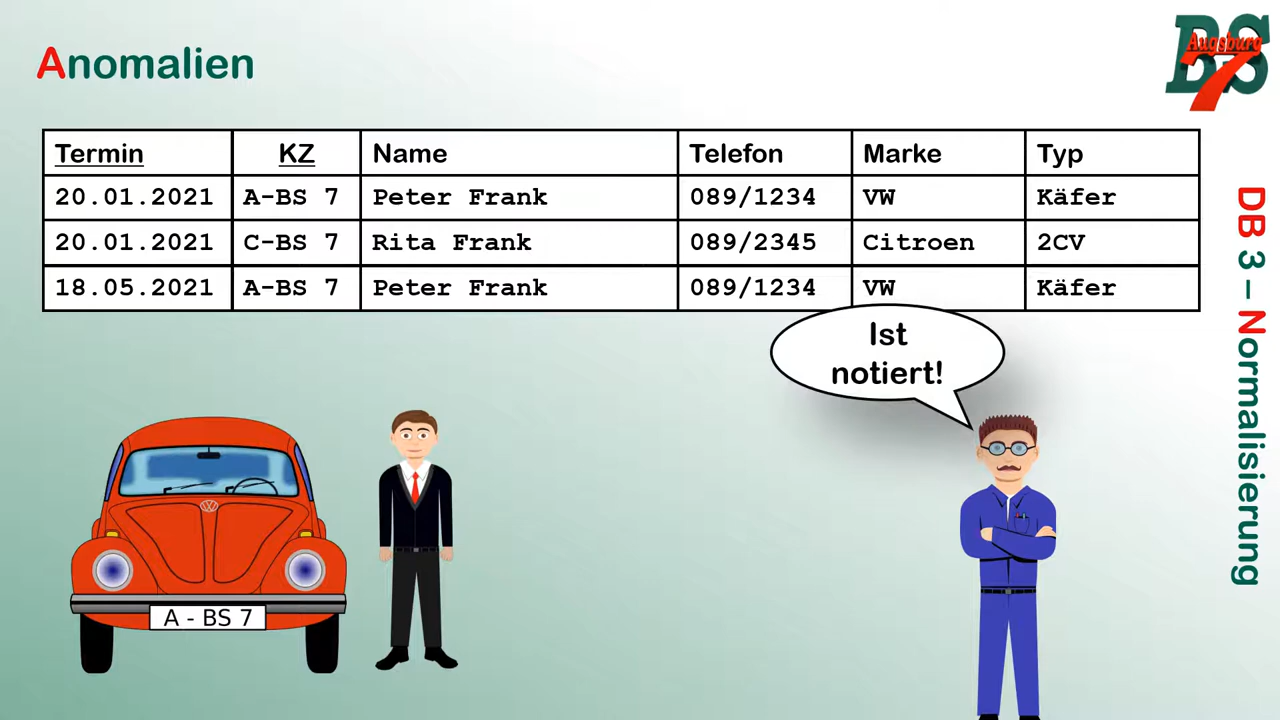 Anomalien
BS
Augsburg
7
Termin KZ Name Telefon Marke Typ
20.01.2021 A-BS 7 Peter Frank 089/1234 VW Käfer
20.01.2021 C-BS 7 Rita Frank 089/2345 Citroen 2CV
18.05.2021 A-BS 7 Peter Frank 089/1234 VW Käfer
Ist
notiert!
A - BS 7
DB 3 – Normalisierung